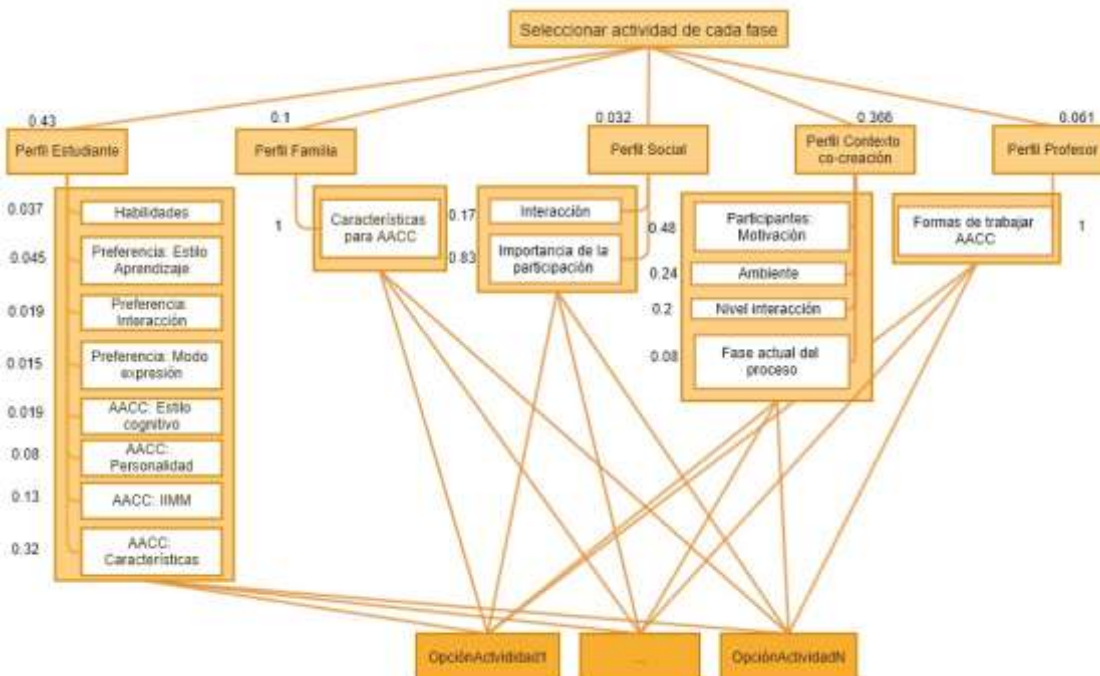 Seleccionar actividad de cada fase
0.43
0.1
0.032
0.366
0.061
Perfil Estudiante
Perfil Familia
Perfil Social
Perfil Contexto
co-creación
Perfil Profesor
0.037
Habilidades
0.045
Preferencia: Estilo
Aprendizaje
0.019
Preferencia:
Interacción
0.015
Preferencia: Modo
expresión
0.019
AACC: Estilo
cognitivo
0.08
AACC:
Personalidad
0.13
AACC: IIMM
0.32
AACC:
Características
1
Características
para AACC
0.17
Interacción
0.83
Importancia de la
participación
0.48
Participantes:
Motivación
0.24
Ambiente
0.2
Nivel interacción
0.08
Fase actual del
proceso
Formas de trabajar
AACC
1
OpciónActivididad1
...
OpciónActividadN